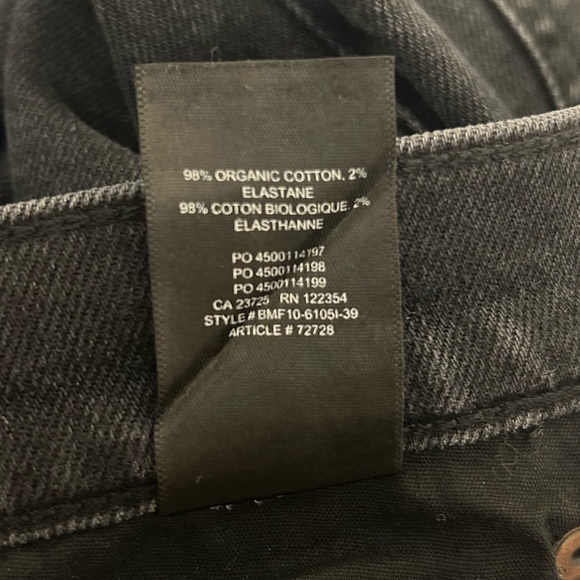 98% ORGANIC COTTON. 2%
ELASTANE
98% COTON BIOLOGIQUE. 2%
ÉLASTHANNE
PO 4500114197
PO 4500114198
PO 4500114199
CA 23725 RN 122354
STYLE # BMF10-6105I-39
ARTICLE # 72728